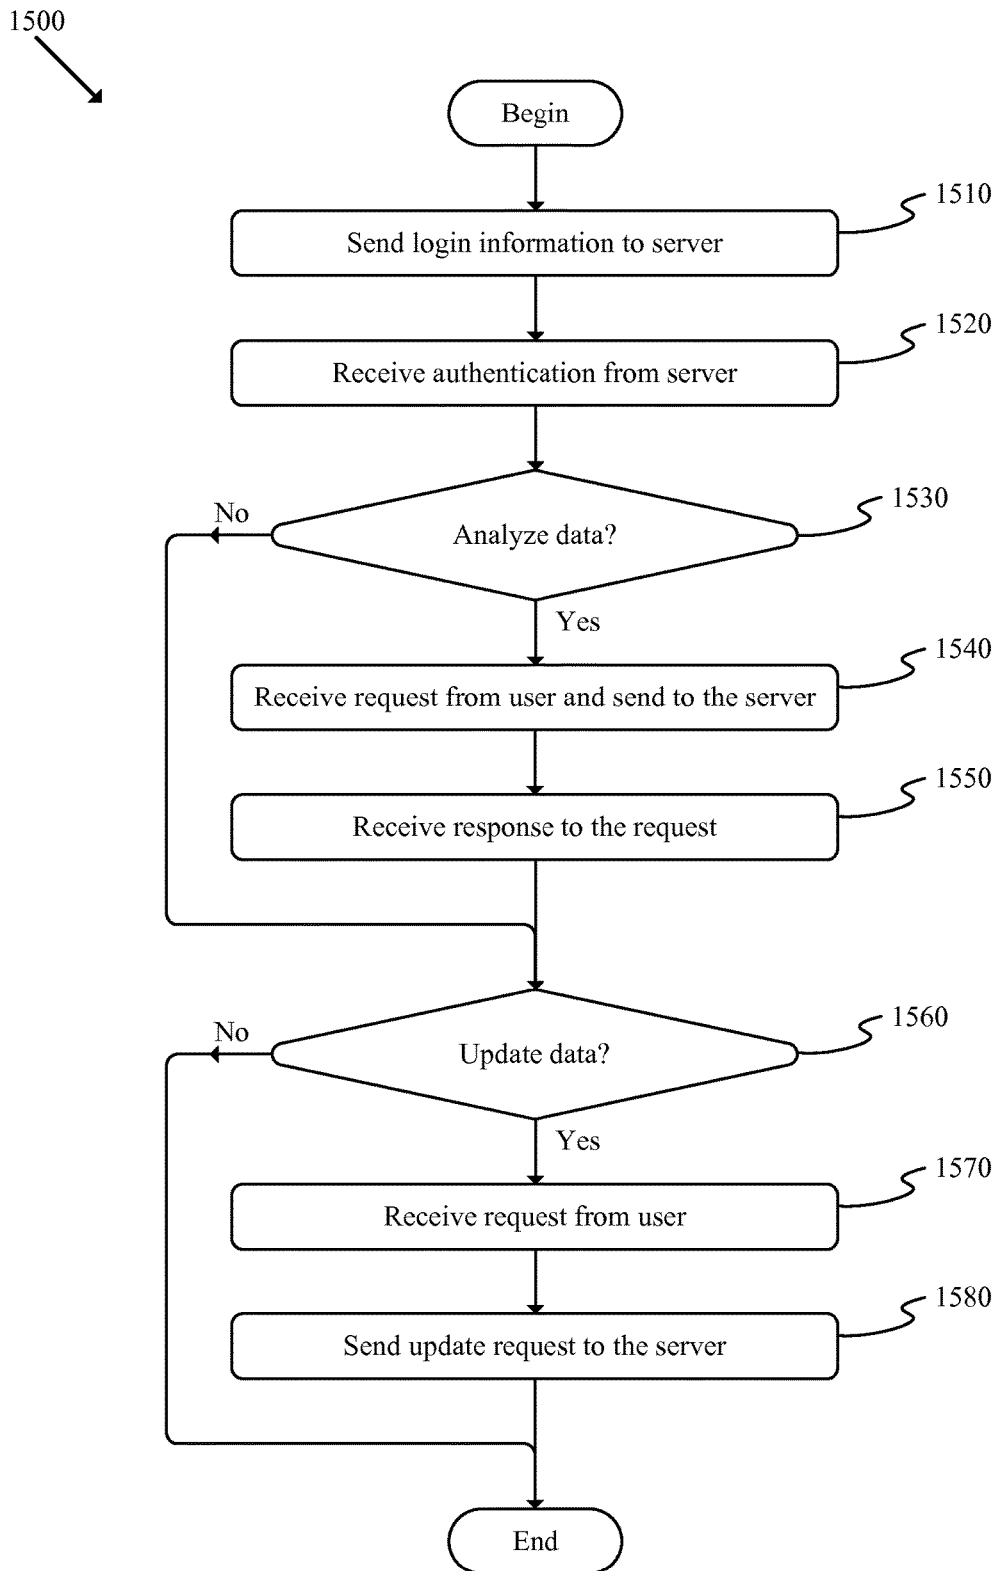 1500
Begin
1510
Send login information to server
1520
Receive authentication from server
1530
No
Analyze data?
Yes
1540
Receive request from user and send to the server
1550
Receive response to the request
1560
No
Update data?
Yes
1570
Receive request from user
1580
Send update request to the server
End